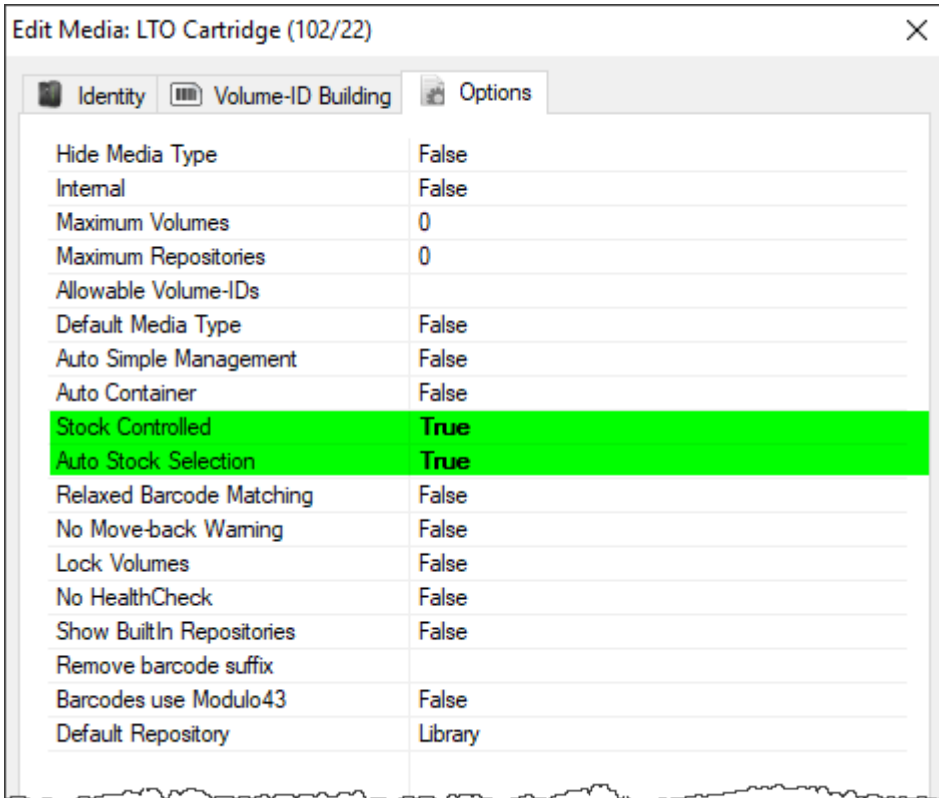 Edit Media: LTO Cartridge (102/22)
Identity Volume-ID Building Options
Hide Media Type False
Internal False
Maximum Volumes 0
Maximum Repositories 0
Allowable Volume-IDs
Default Media Type False
Auto Simple Management False
Auto Container False
Stock Controlled True
Auto Stock Selection True
Relaxed Barcode Matching False
No Move-back Warning False
Lock Volumes False
No HealthCheck False
Show BuiltIn Repositories False
Remove barcode suffix
Barcodes use Modulo43 False
Default Repository Library